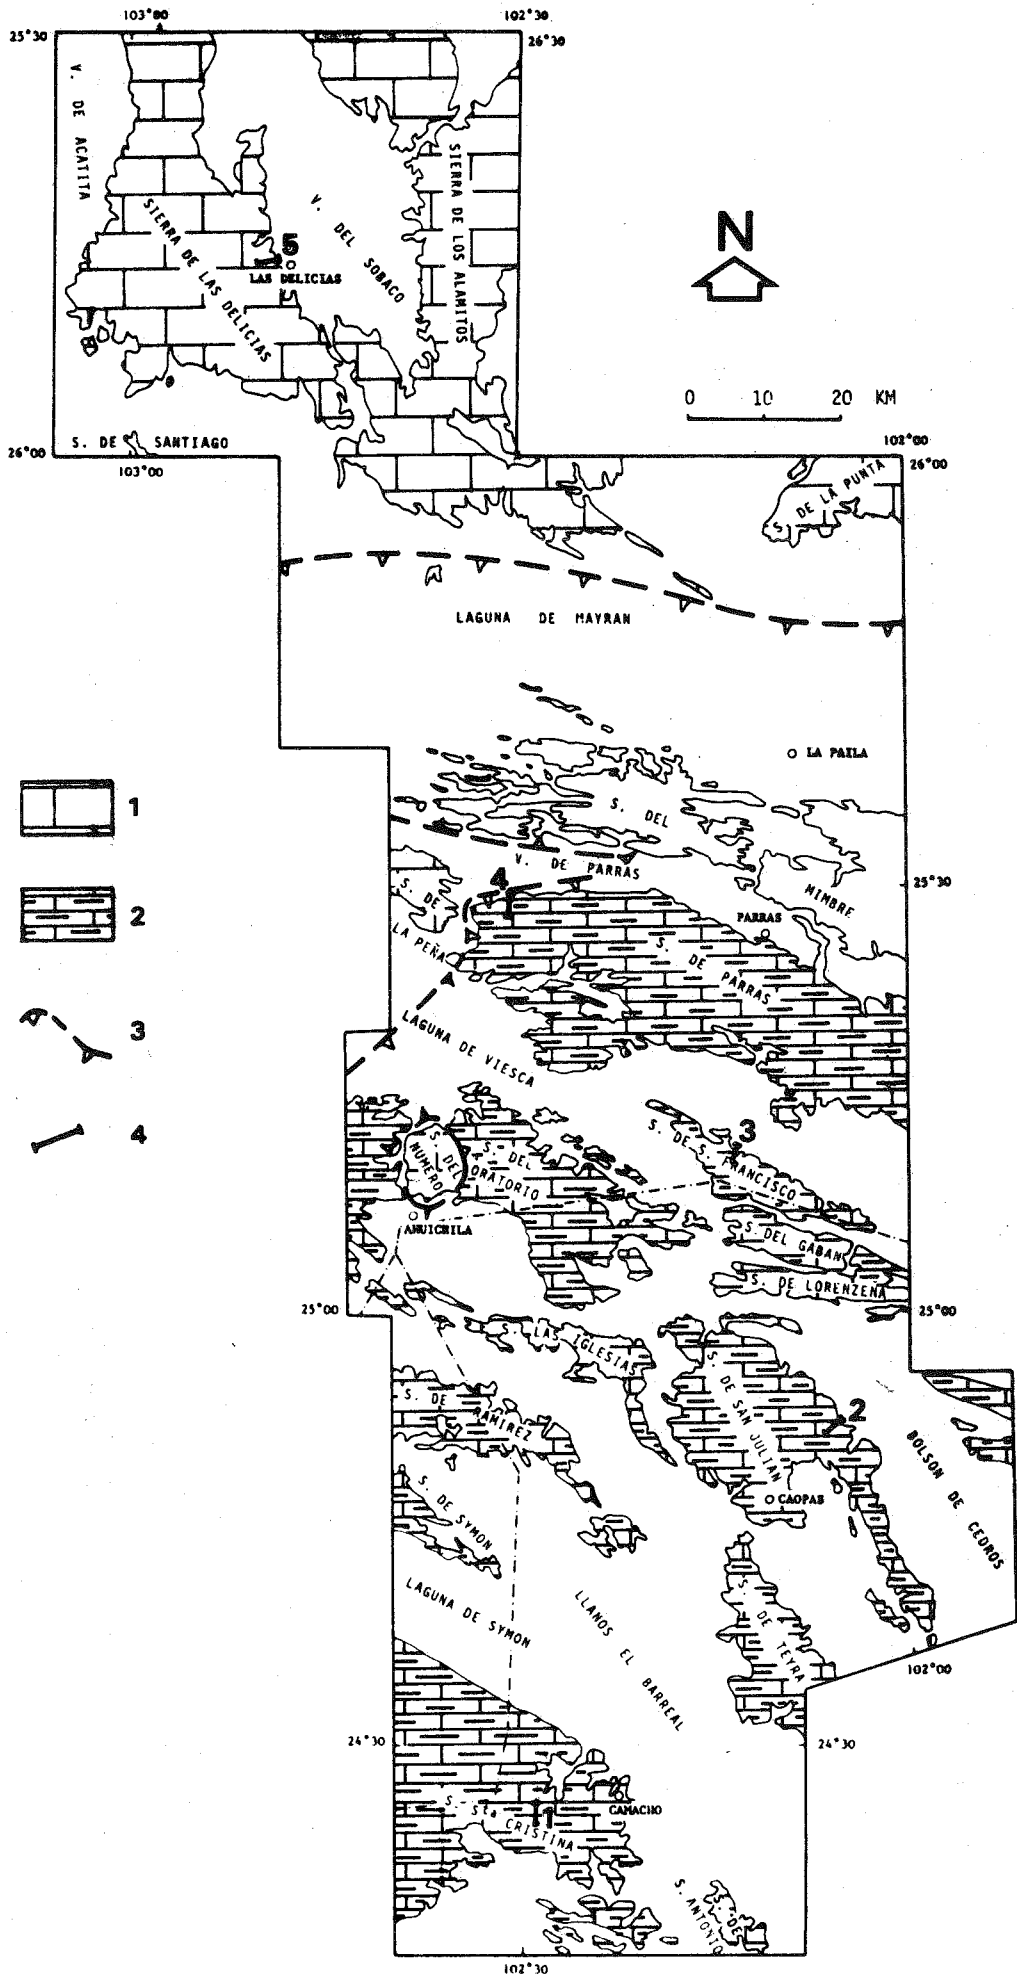 103°00
102°30
25°30
26°30
V. DE ACATITA
SIERRA DE LAS DELICIAS
5
LAS DELICIAS
V. DEL SOBACO
SIERRA DE LOS ALAMITOS
N
0 10 20 KM
S. DE SANTIAGO
26°00
103°00
102°00
26°00
S. DE LA PUNTA
LAGUNA DE MAYRAN
LA PAILA
1
S. DEL
MIMBRE
V. DE PARRAS
25°30
4
S. DE
LA PEÑA
2
PARRAS
S. DE PARRAS
3
LAGUNA DE VIESCA
4
3
S. DE S. FRANCISCO
S. DEL
NUMERO
S. DEL
ORATORIO
AHUICHILA
S. DEL GABAN
S. DE LORENZEÑA
25°00
25°00
S. LAS IGLESIAS
S. DE SAN JULIAN
S. DE
RAMIREZ
2
BOLSON DE CEDROS
CAOPAS
S. DE SYMON
LAGUNA DE SYMON
LLANOS EL BARREAL
S. DE TEYRA
102°00
24°30
24°30
S. Sta CRISTINA
1
CAMACHO
S. DE
S. ANTONIO
102°30